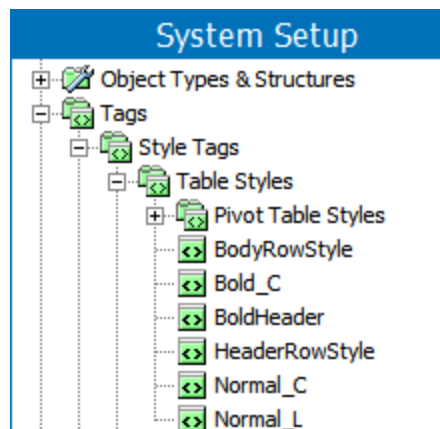 System Setup
Object Types & Structures
Tags
Style Tags
Table Styles
Pivot Table Styles
BodyRowStyle
Bold_C
BoldHeader
HeaderRowStyle
Normal_C
Normal_L